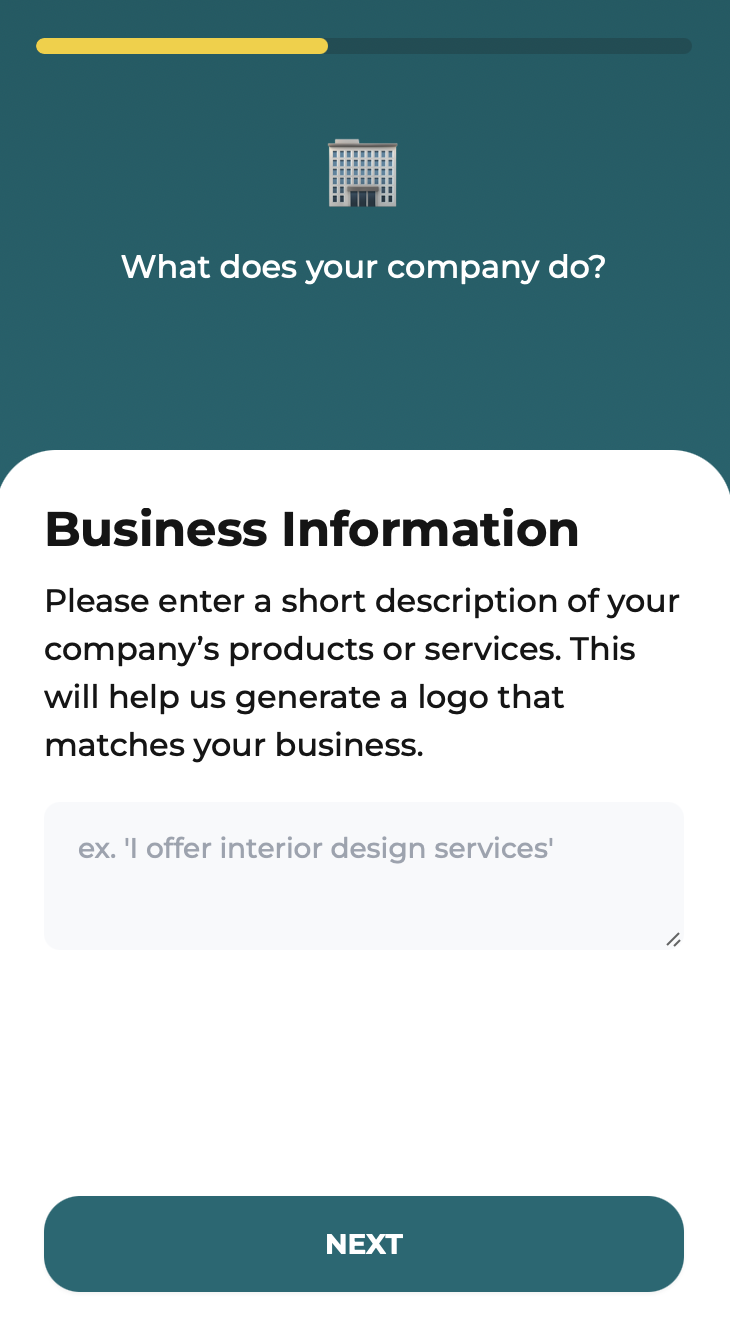 What does your company do?
Business Information
Please enter a short description of your
company’s products or services. This
will help us generate a logo that
matches your business.
ex. 'I offer interior design services'
NEXT